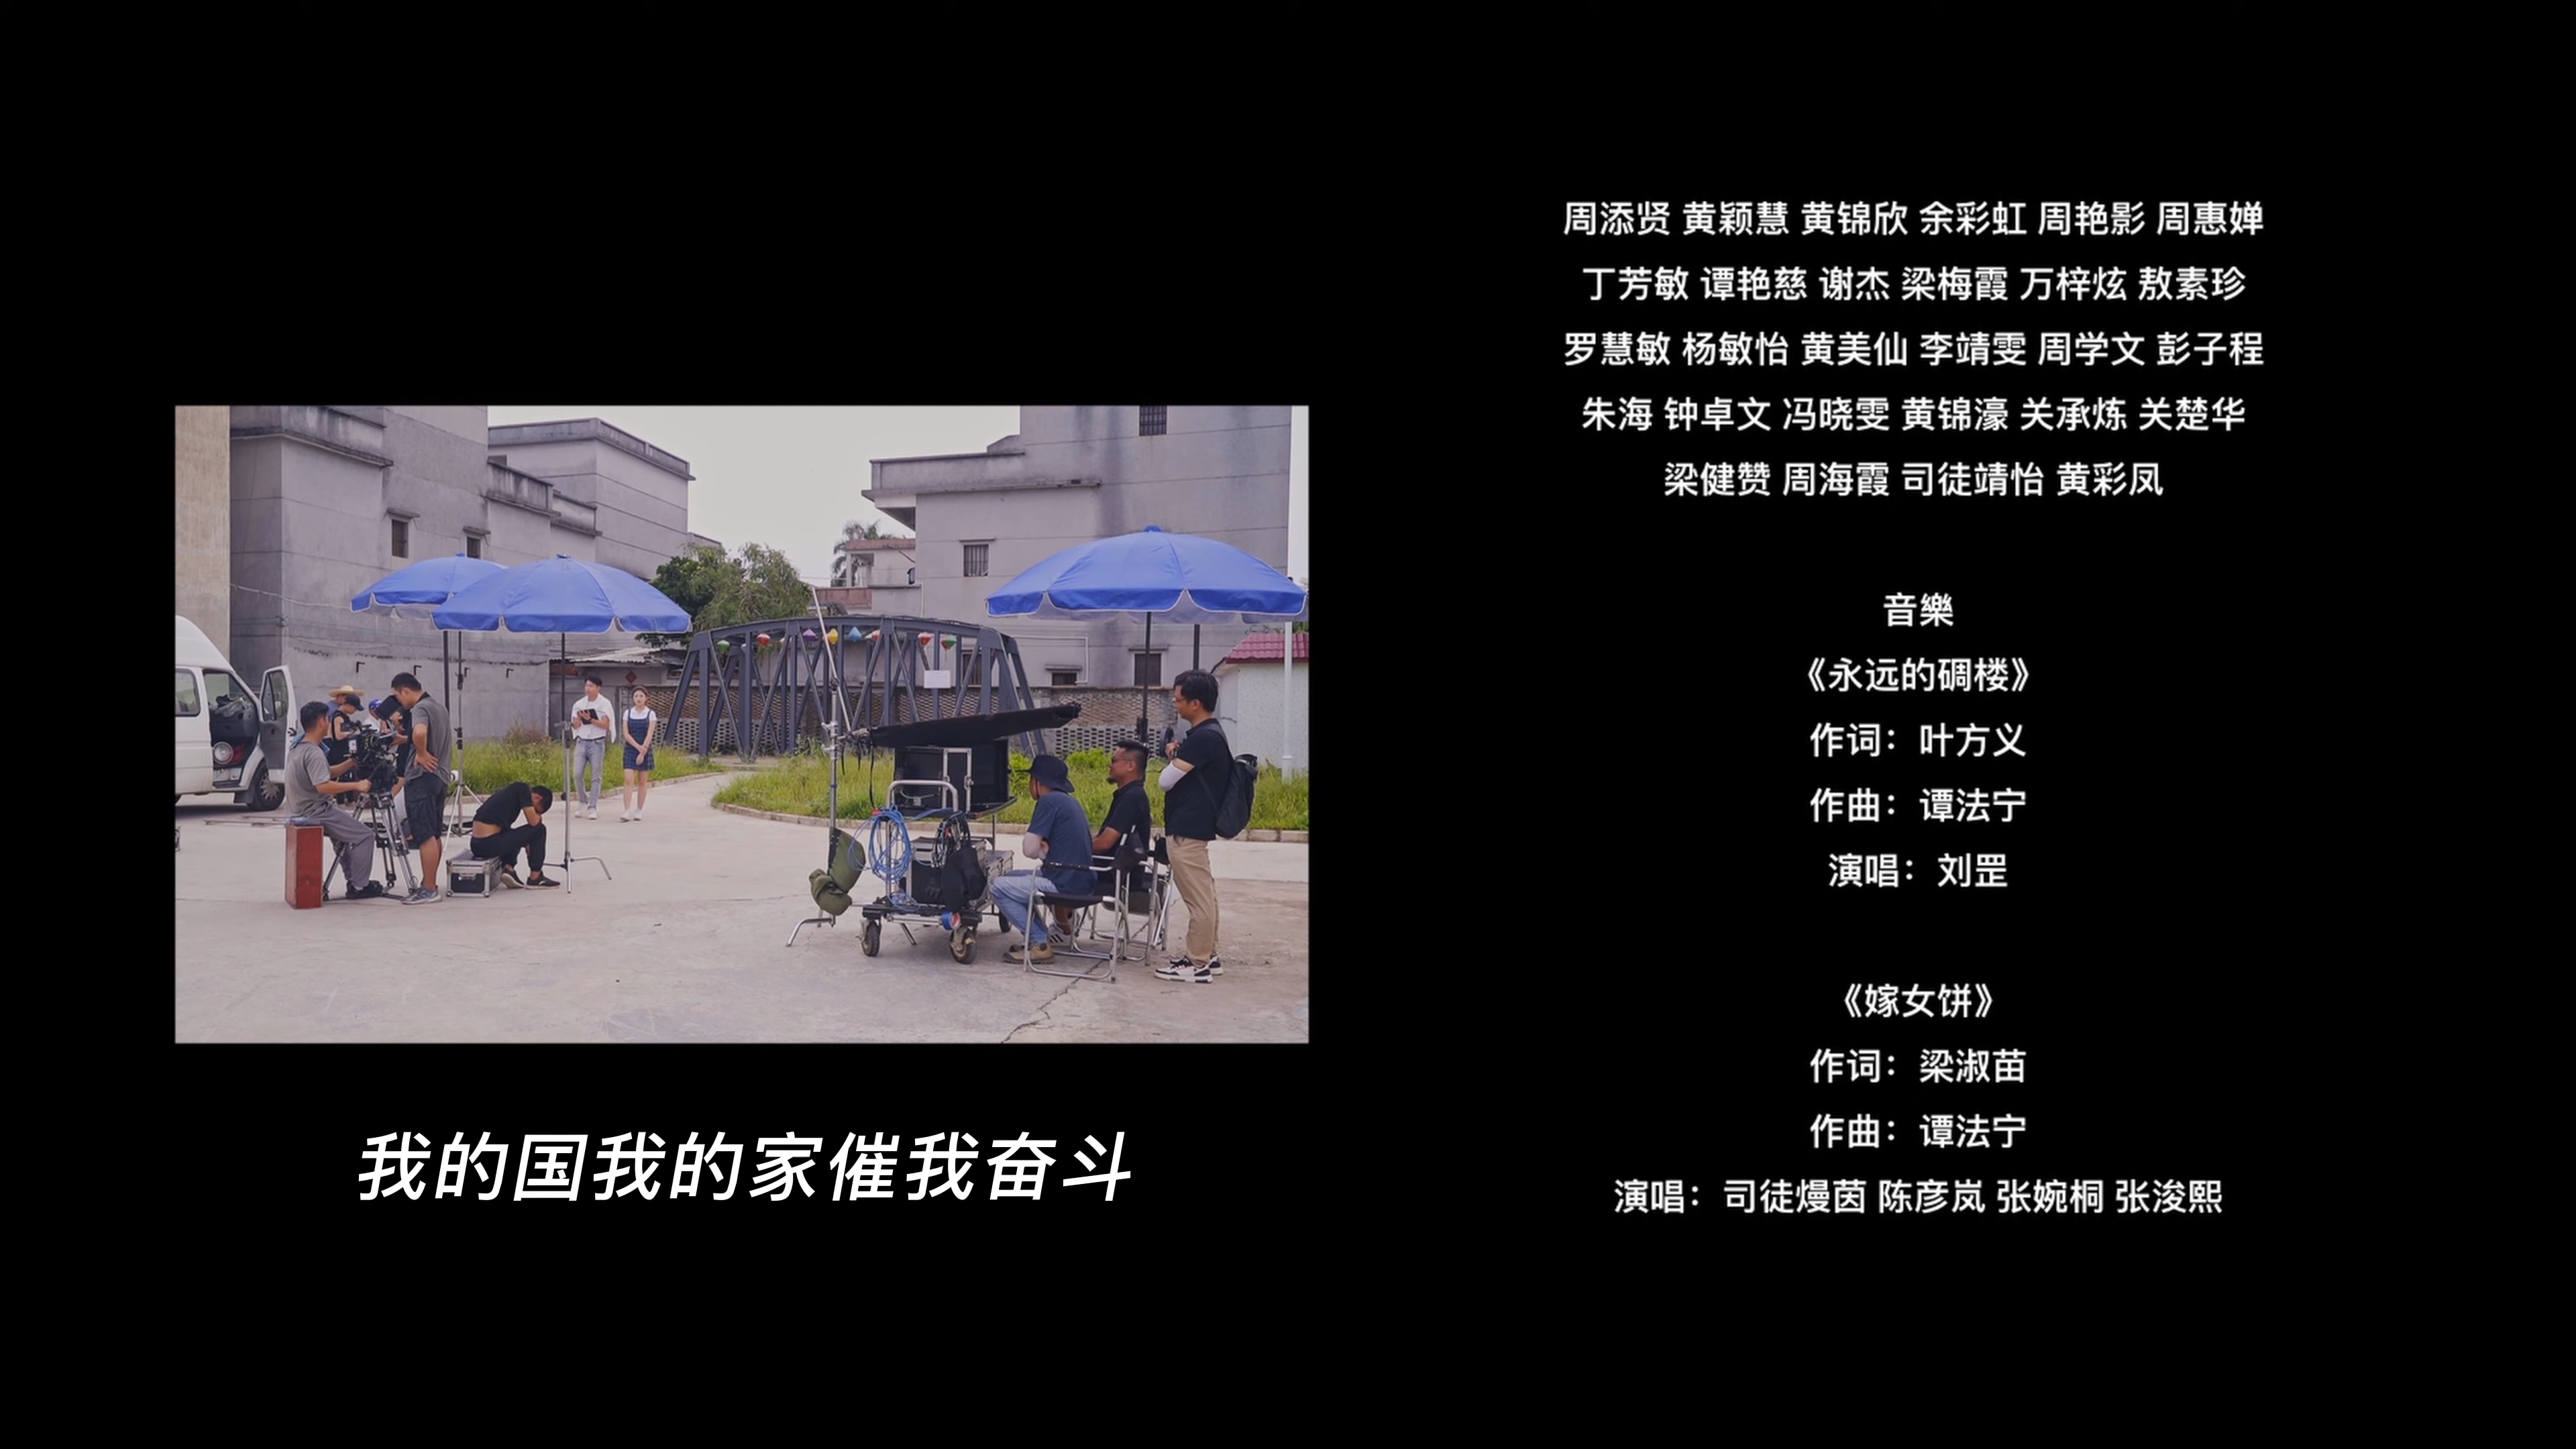 周添贤 黄颖慧 黄锦欣 余彩虹 周艳影 周惠婵
丁芳敏 谭艳慈 谢杰 梁梅霞 万梓炫 敖素珍
罗慧敏 杨敏怡 黄美仙 李靖雯 周学文 彭子程
朱海 钟卓文 冯晓雯 黄锦濠 关承炼 关楚华
梁健赞 周海霞 司徒靖怡 黄彩凤
音樂
《永远的碉楼》
作词：叶方义
作曲：谭法宁
演唱：刘罡
《嫁女饼》
作词：梁淑苗
作曲：谭法宁
演唱：司徒熳茵 陈彦岚 张婉桐 张浚熙
我的国我的家催我奋斗